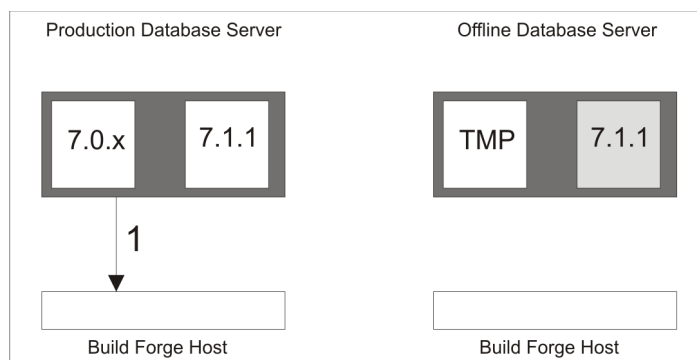 Production Database Server
Offline Database Server
7.0.x
7.1.1
TMP
7.1.1
1
Build Forge Host
Build Forge Host